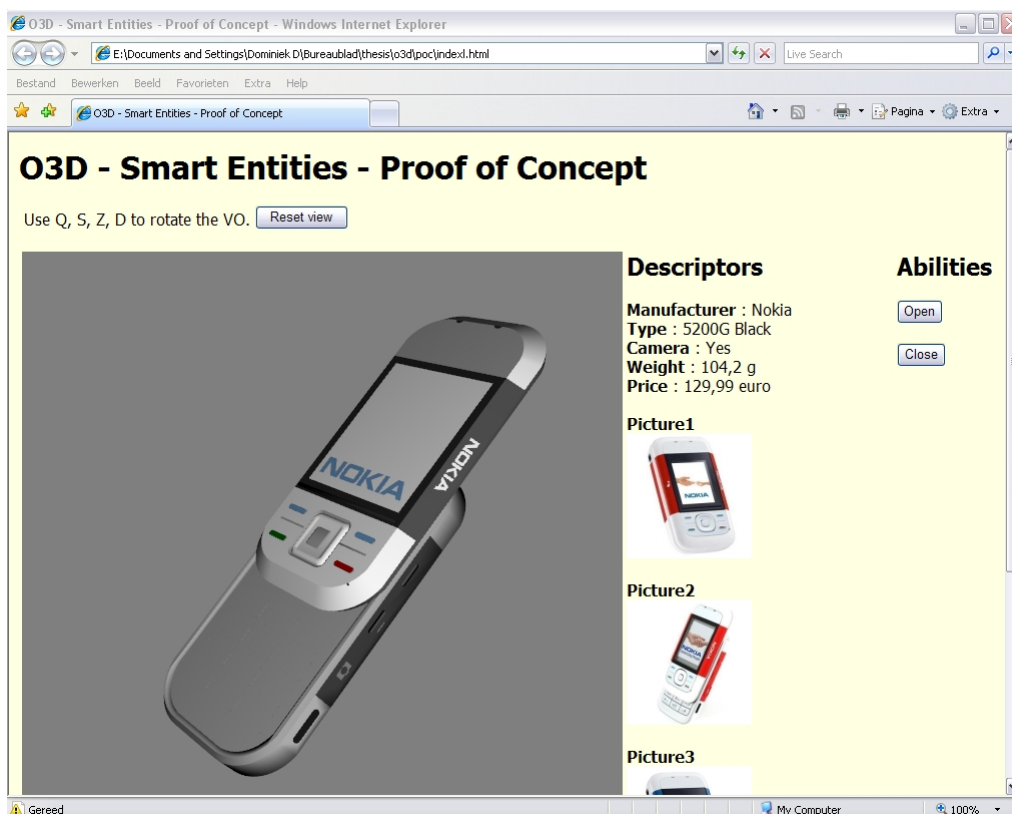 O3D - Smart Entities - Proof of Concept - Windows Internet Explorer
E:\Documents and Settings\Dominiek D\Bureaublad\thesis\o3d\poc\index1.html
Live Search
Bestand Bewerken Beeld Favorieten Extra Help
O3D - Smart Entities - Proof of Concept
Pagina Extra
O3D - Smart Entities - Proof of Concept
Use Q, S, Z, D to rotate the VO. Reset view
Descriptors
Manufacturer : Nokia
Type : 5200G Black
Camera : Yes
Weight : 104,2 g
Price : 129,99 euro
Abilities
Open
Close
NOKIA
NOKIA
Picture1
NOKIA
Picture2
NOKIA
Picture3
Gereed My Computer 100%